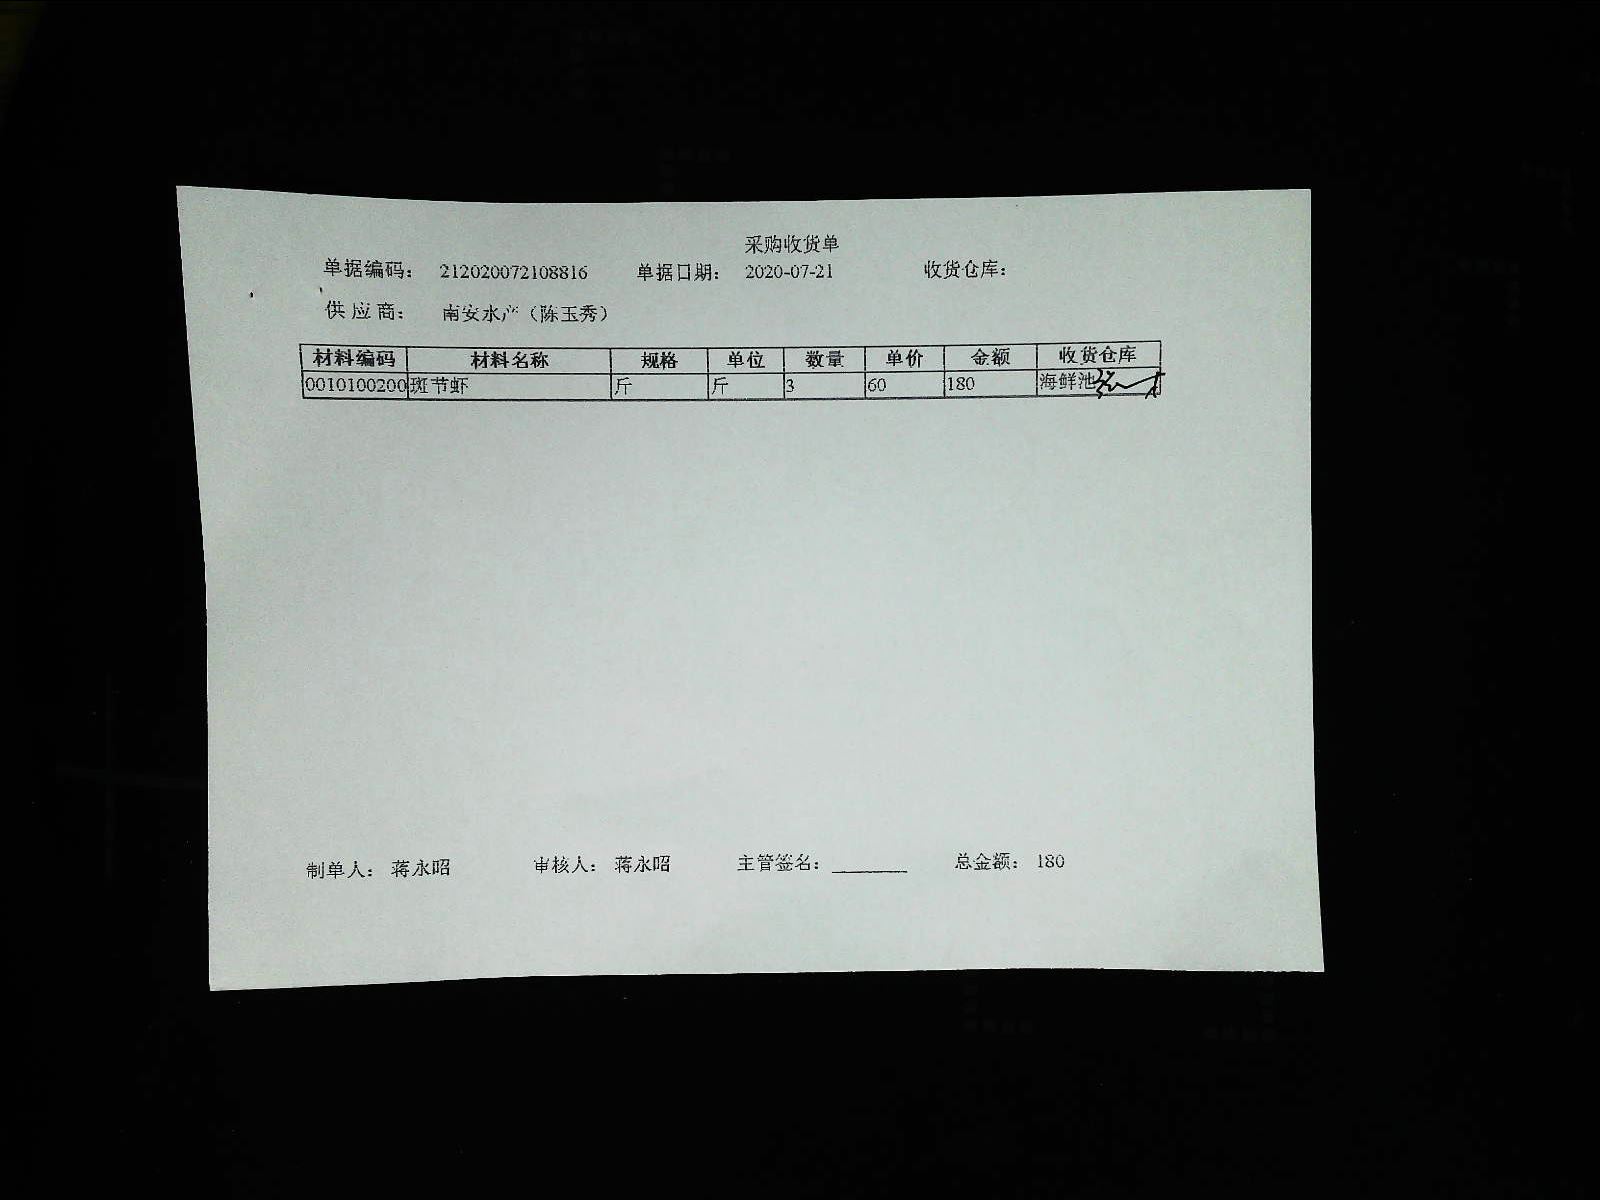 采购收货单
单据编码： 212020072108816 单据日期： 2020-07-21 收货仓库：
供应商： 南安水产（陈玉秀）
材料编码 材料名称 规格 单位 数量 单价 金额 收货仓库
0010100200 斑节虾 斤 斤 3 60 180 海鲜池
制单人： 蒋永昭 审核人： 蒋永昭 主管签名： 总金额： 180